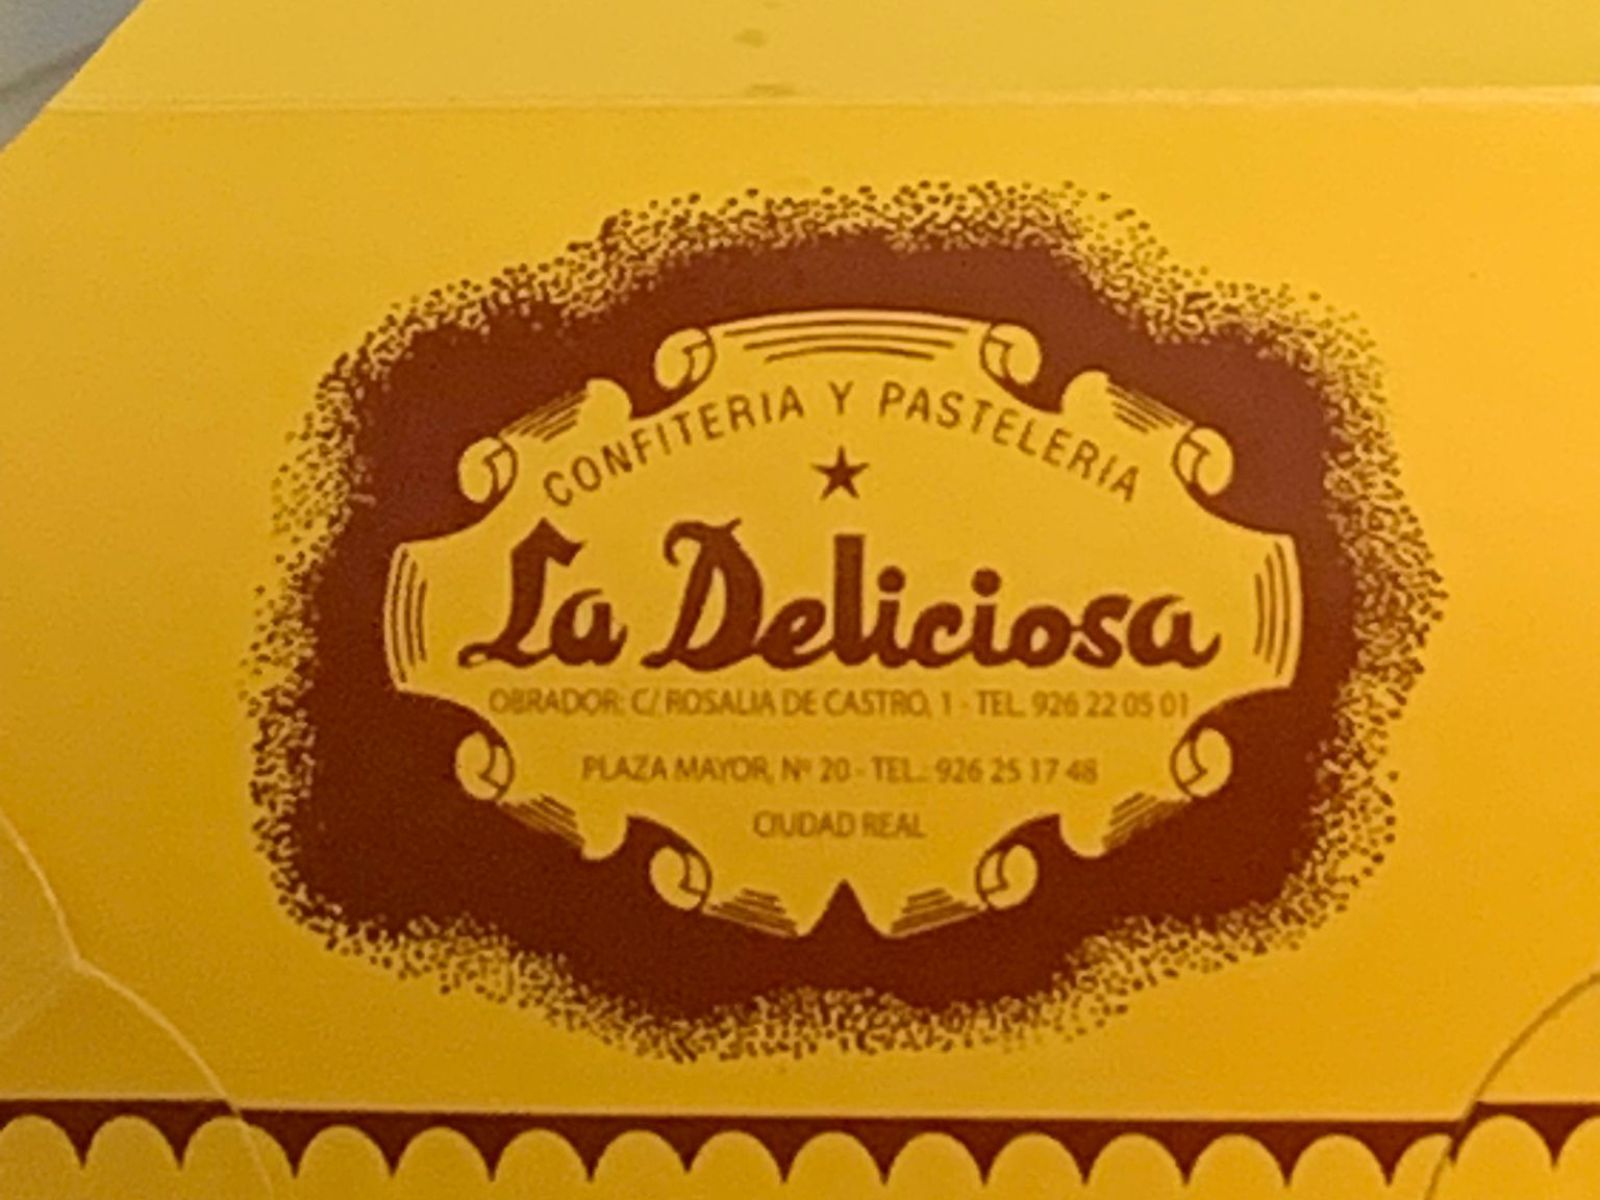 CONFITERIA Y PASTELERIA
La Deliciosa
OBRADOR: C/ ROSALIA DE CASTRO, 1 - TEL. 926 22 05 01
PLAZA MAYOR, Nº 20 - TEL.: 926 25 17 48
CIUDAD REAL